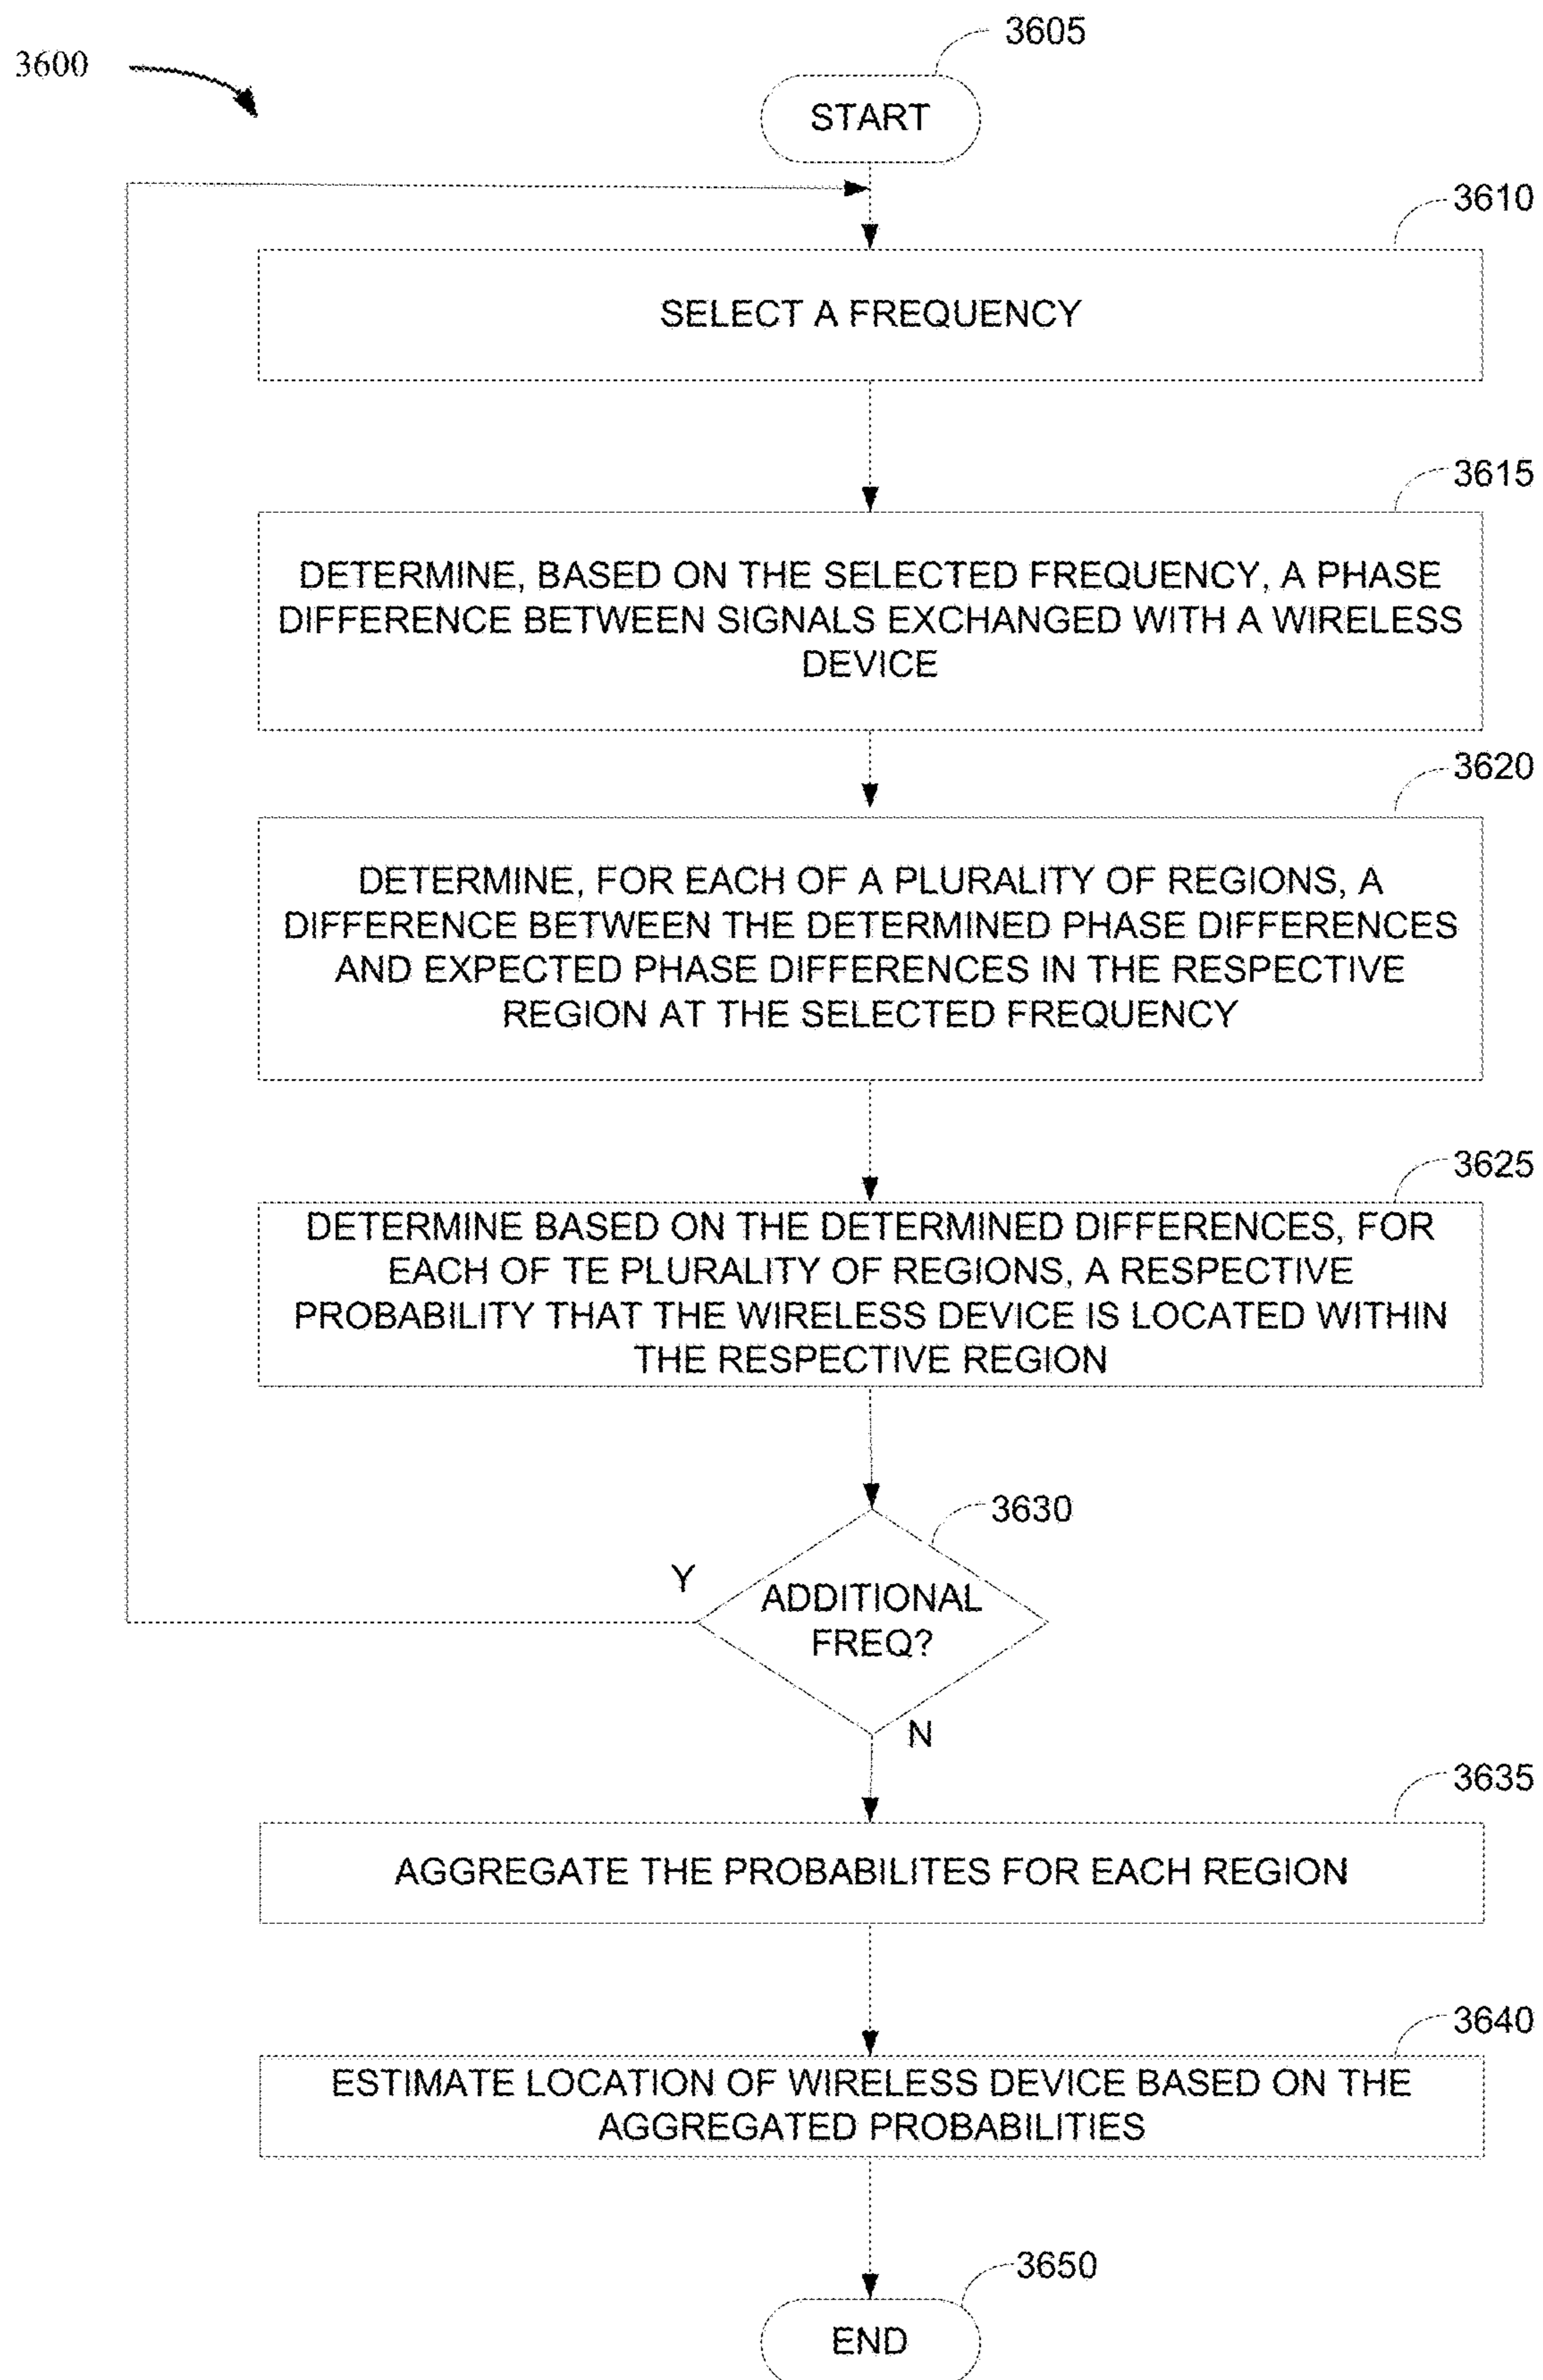 3605
3600
START
3610
SELECT A FREQUENCY
3615
DETERMINE, BASED ON THE SELECTED FREQUENCY, A PHASE
DIFFERENCE BETWEEN SIGNALS EXCHANGED WITH A WIRELESS
DEVICE
3620
DETERMINE, FOR EACH OF A PLURALITY OF REGIONS, A
DIFFERENCE BETWEEN THE DETERMINED PHASE DIFFERENCES
AND EXPECTED PHASE DIFFERENCES IN THE RESPECTIVE
REGION AT THE SELECTED FREQUENCY
3625
DETERMINE BASED ON THE DETERMINED DIFFERENCES, FOR
EACH OF TE PLURALITY OF REGIONS, A RESPECTIVE
PROBABILITY THAT THE WIRELESS DEVICE IS LOCATED WITHIN
THE RESPECTIVE REGION
3630
Y
ADDITIONAL
FREQ?
N
3635
AGGREGATE THE PROBABILITES FOR EACH REGION
3640
ESTIMATE LOCATION OF WIRELESS DEVICE BASED ON THE
AGGREGATED PROBABILITIES
3650
END